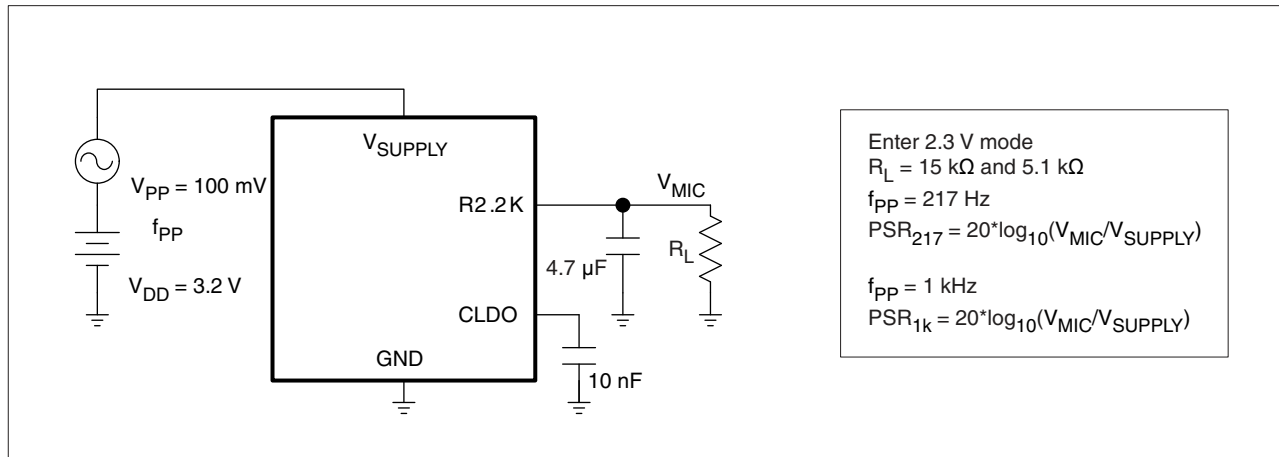 V_SUPPLY
V_PP = 100 mV
f_PP
V_DD = 3.2 V
R2.2K
V_MIC
4.7 µF
R_L
CLDO
GND
10 nF
Enter 2.3 V mode
R_L = 15 kΩ and 5.1 kΩ
f_PP = 217 Hz
PSR_217 = 20*log_10(V_MIC/V_SUPPLY)
f_PP = 1 kHz
PSR_1k = 20*log_10(V_MIC/V_SUPPLY)